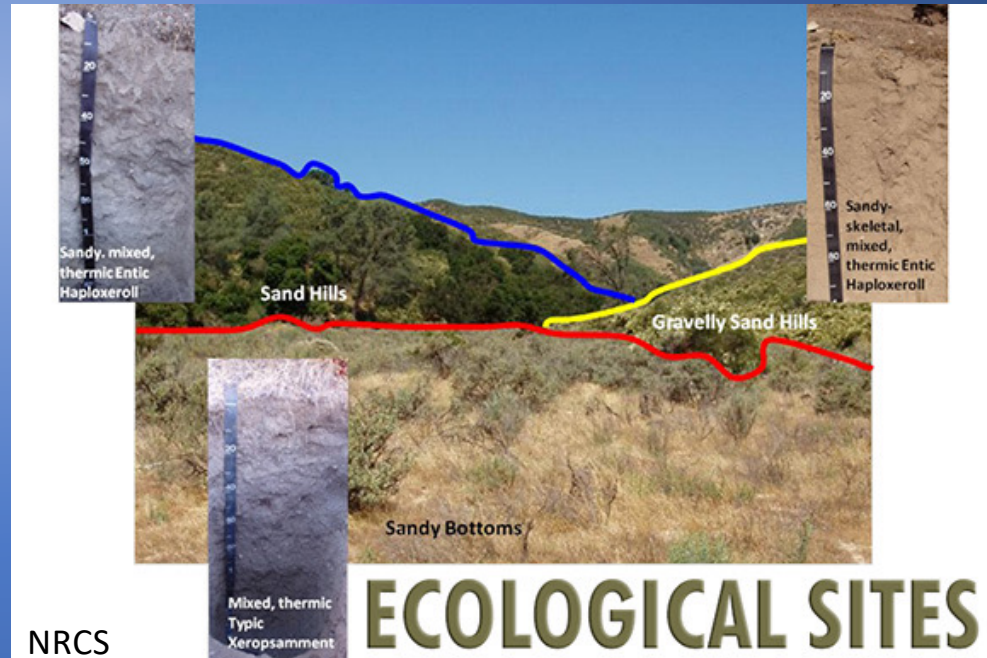 Sandy. mixed,
thermic Entic
Haploxeroll
Sand Hills
Sandy-
skeletal,
mixed,
thermic Entic
Haploxeroll
Gravelly Sand Hills
Sandy Bottoms
Mixed, thermic
Typic
Xeropsamment
ECOLOGICAL SITES
NRCS